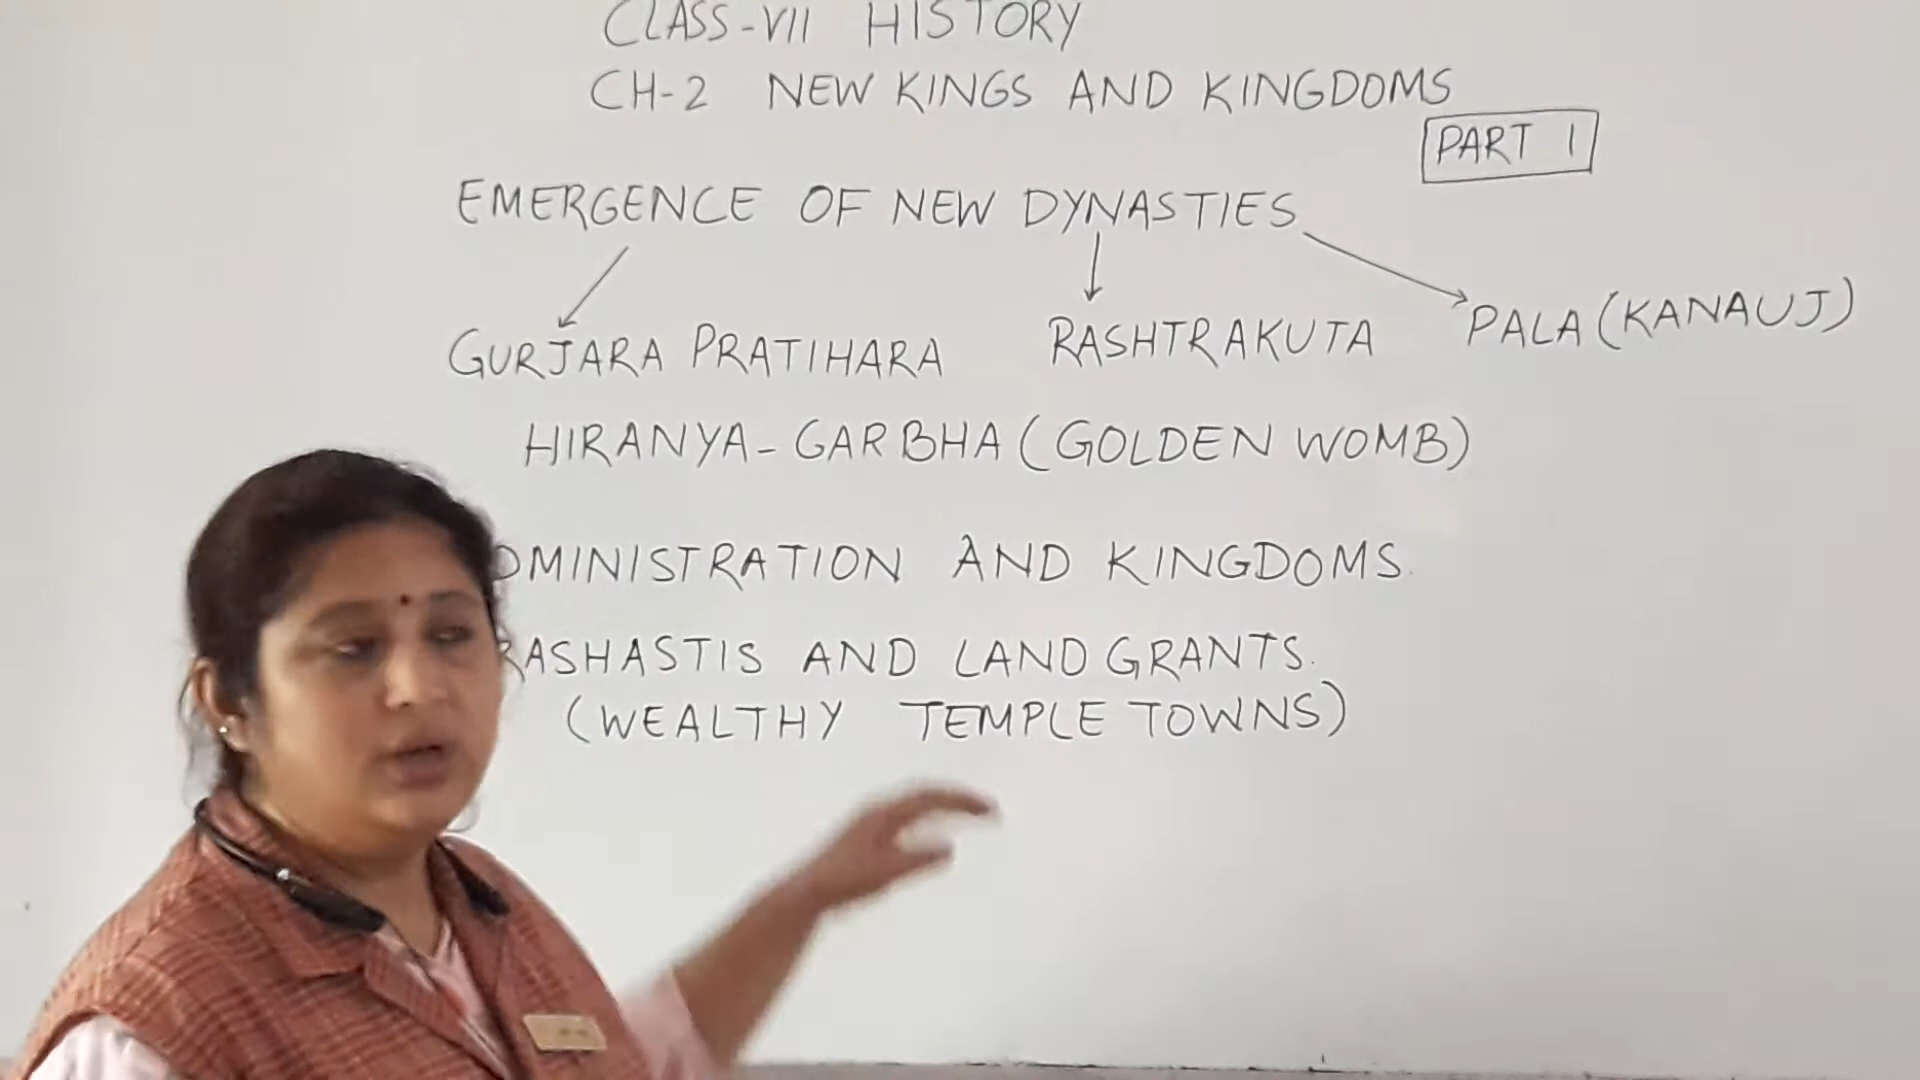 CLASS-VII HISTORY
CH-2 NEW KINGS AND KINGDOMS
PART 1
EMERGENCE OF NEW DYNASTIES
GURJARA PRATIHARA RASHTRAKUTA PALA (KANAUJ)
HIRANYA-GARBHA (GOLDEN WOMB)
DMINISTRATION AND KINGDOMS.
RASHASTIS AND LAND GRANTS.
(WEALTHY TEMPLE TOWNS)